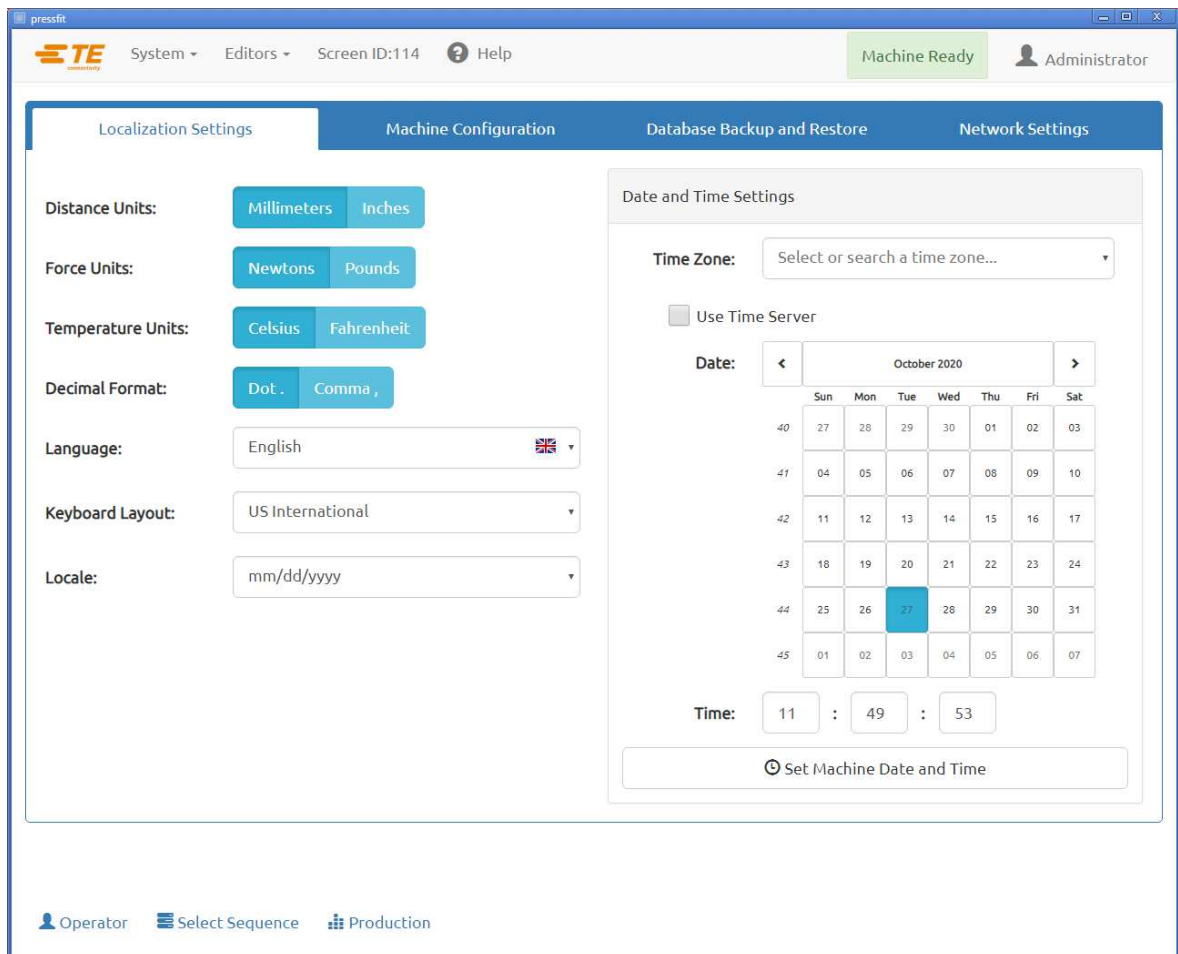 pressfit
TE
connectivity
System
Editors
Screen ID:114
Help
Machine Ready
Administrator
Localization Settings
Machine Configuration
Database Backup and Restore
Network Settings
Distance Units:
Millimeters Inches
Force Units:
Newtons Pounds
Temperature Units:
Celsius Fahrenheit
Decimal Format:
Dot . Comma ,
Language:
English
Keyboard Layout:
US International
Locale:
mm/dd/yyyy
Date and Time Settings
Time Zone:
Select or search a time zone...
Use Time Server
Date:
October 2020
Sun Mon Tue Wed Thu Fri Sat
40 27 28 29 30 01 02 03
41 04 05 06 07 08 09 10
42 11 12 13 14 15 16 17
43 18 19 20 21 22 23 24
44 25 26 27 28 29 30 31
45 01 02 03 04 05 06 07
Time: 11 : 49 : 53
Set Machine Date and Time
Operator
Select Sequence
Production